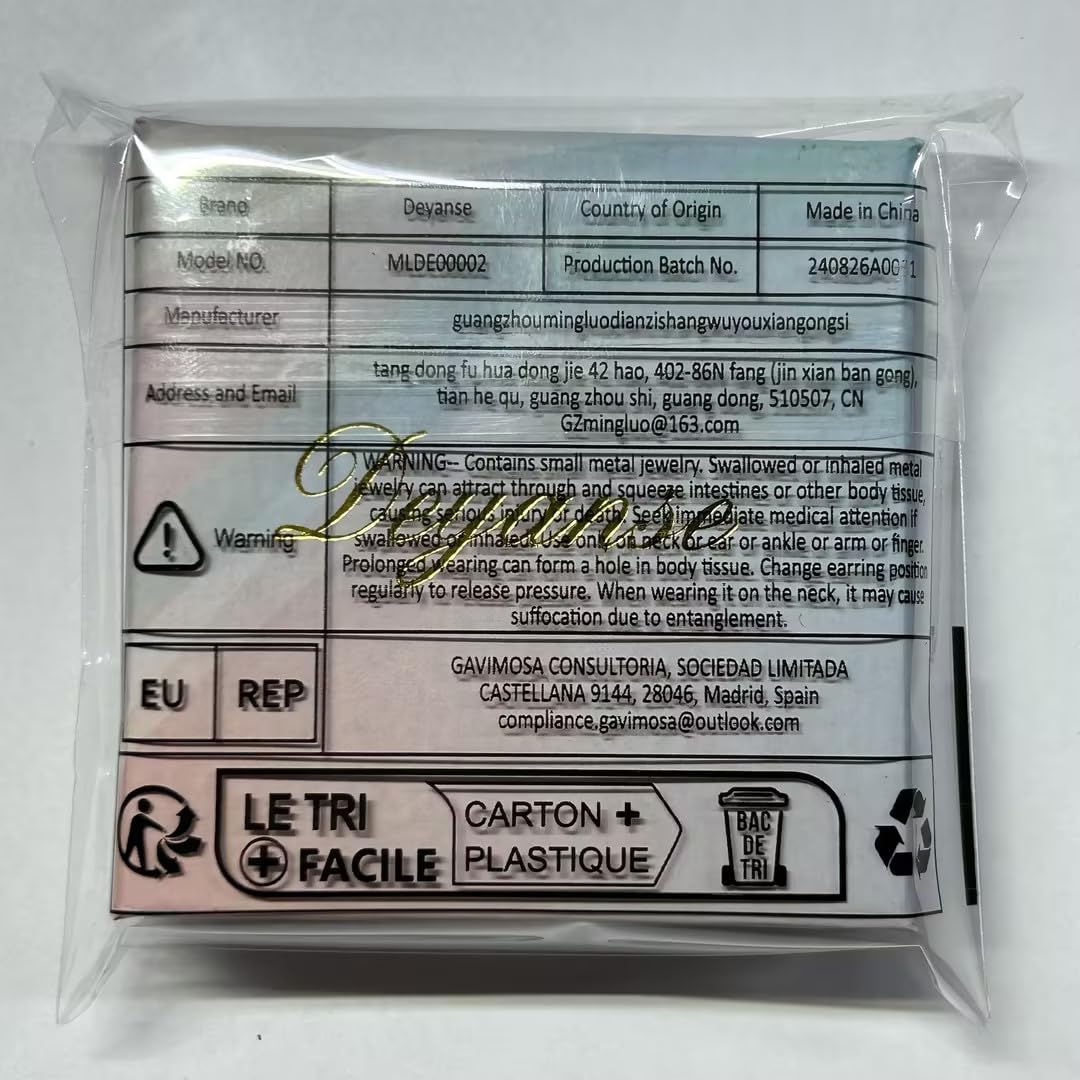 Brand Deyanse Country of Origin Made in China
Model NO. MLDE00002 Production Batch No.
Manufacturer guangzhoumingluodianzishangwuyouxiangongsi
Address and Email
tang dong fu hua dong jie 42 hao, 402-86N fang (jin xian ban gong),
tian he qu, guang zhou shi, guang dong, 510507, CN
GZmingluo@163.com
Deyanse
Warning
WARNING-- Contains small metal jewelry. Swallowed or inhaled metal
jewelry can attract through and squeeze intestines or other body tissue,
causing serious injury of death. Seek immediate medical attention if
swallowed or inhaled. Use only on neck or ear or ankle or arm or finger.
Prolonged wearing can form a hole in body tissue. Change earring position
regularly to release pressure. When wearing it on the neck, it may cause
suffocation due to entanglement.
EU REP
GAVIMOSA CONSULTORIA, SOCIEDAD LIMITADA
CASTELLANA 9144, 28046, Madrid, Spain
compliance.gavimosa@outlook.com
LE TRI
+ FACILE
CARTON +
PLASTIQUE
BAC
DE
TRI